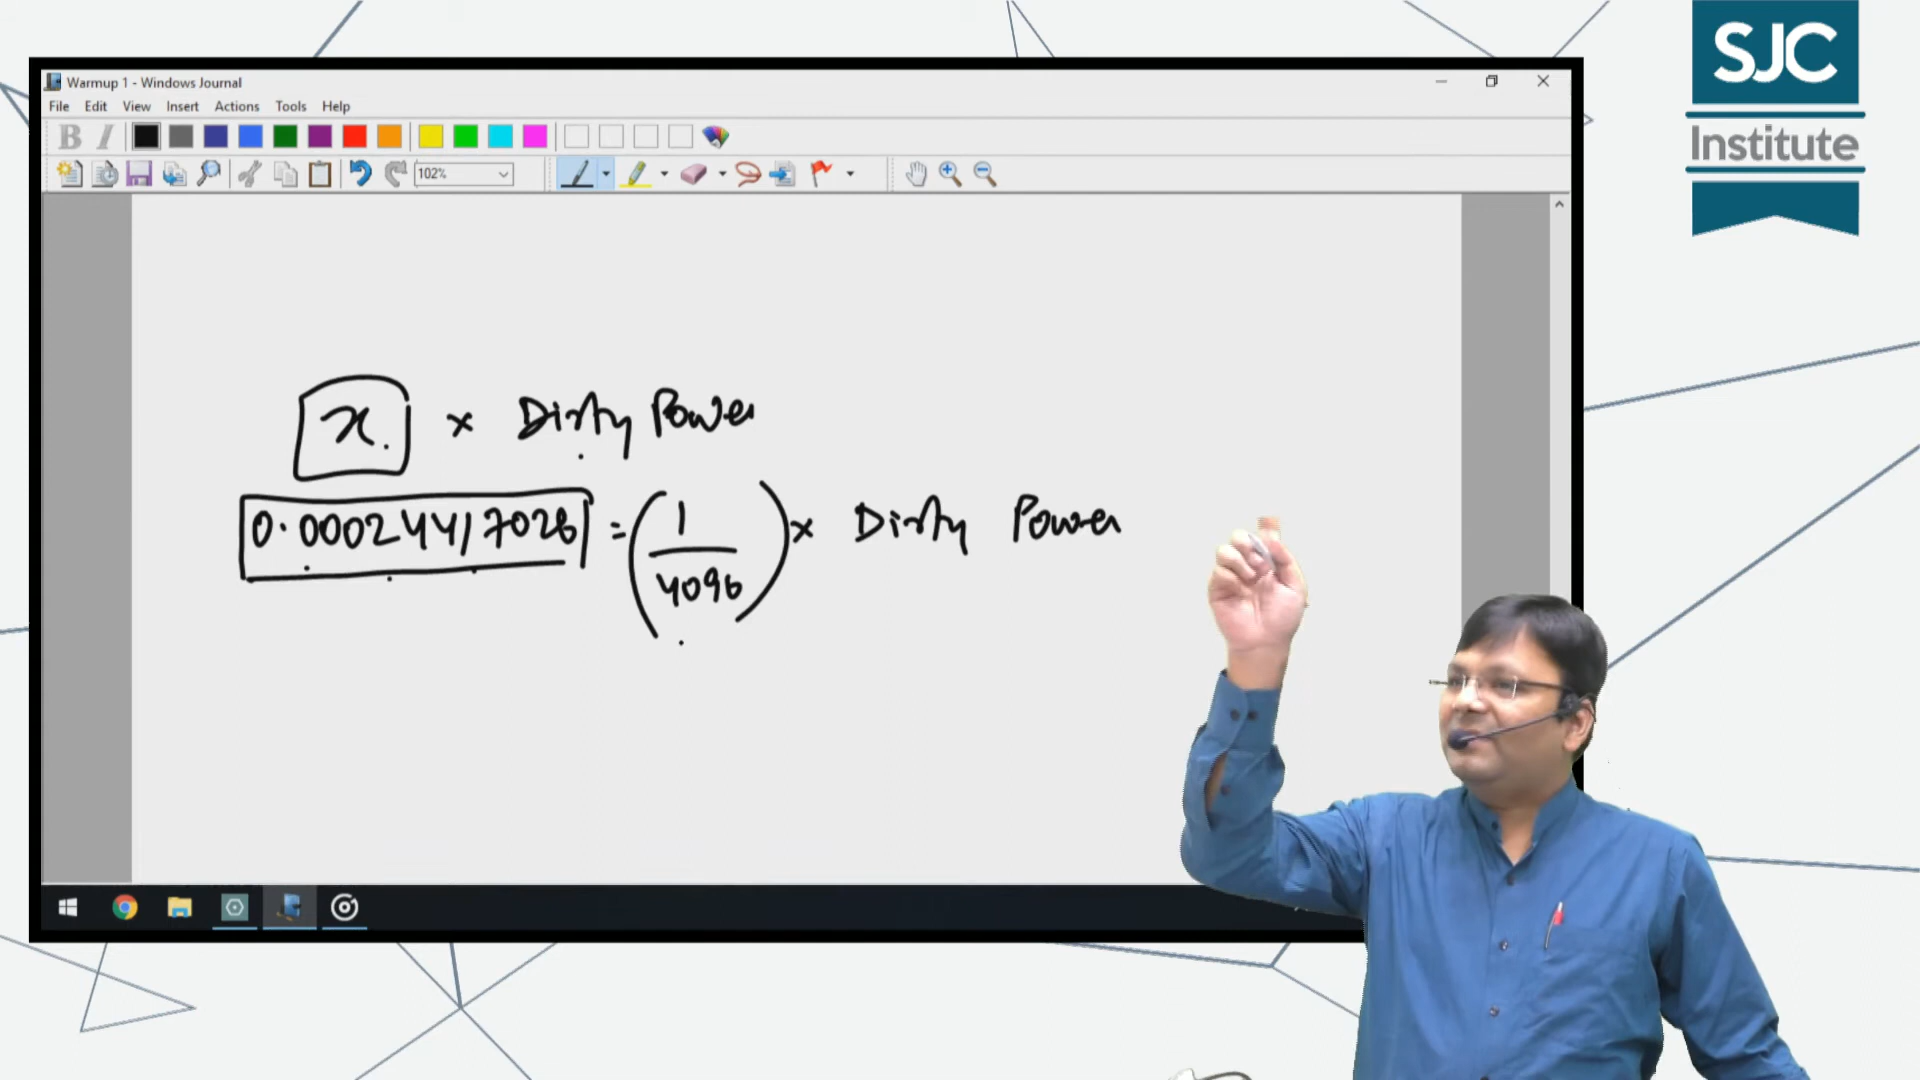 SJC
Institute
Warmup 1 - Windows Journal
File Edit View Insert Actions Tools Help
B I
102%
x × Dirty Power
0.00024417028 = (1/4096) × Dirty Power